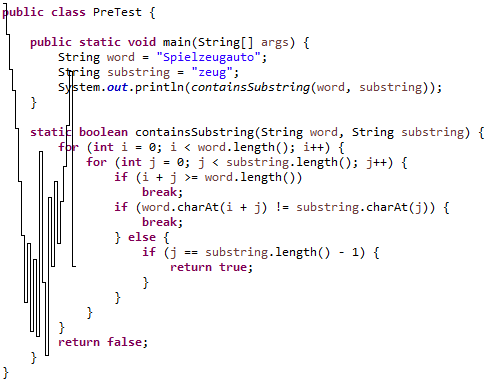 public class PreTest {
public static void main(String[] args) {
String word = "Spielzeugauto";
String substring = "zeug";
System.out.println(containsSubstring(word, substring));
}
static boolean containsSubstring(String word, String substring) {
for (int i = 0; i < word.length(); i++) {
for (int j = 0; j < substring.length(); j++) {
if (i + j >= word.length())
break;
if (word.charAt(i + j) != substring.charAt(j)) {
break;
} else {
if (j == substring.length() - 1) {
return true;
}
}
}
}
return false;
}
}